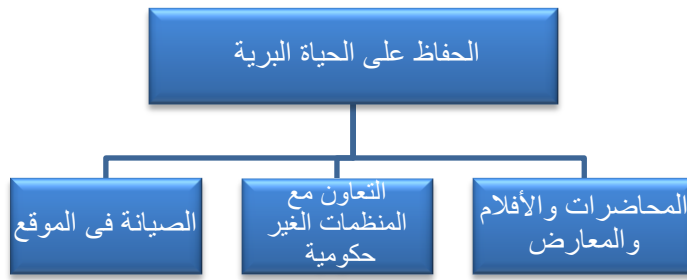 الحفاظ على الحياة البرية
المحاضرات والأفلام
والمعارض
التعاون مع
المنظمات الغير
حكومية
الصيانة فى الموقع